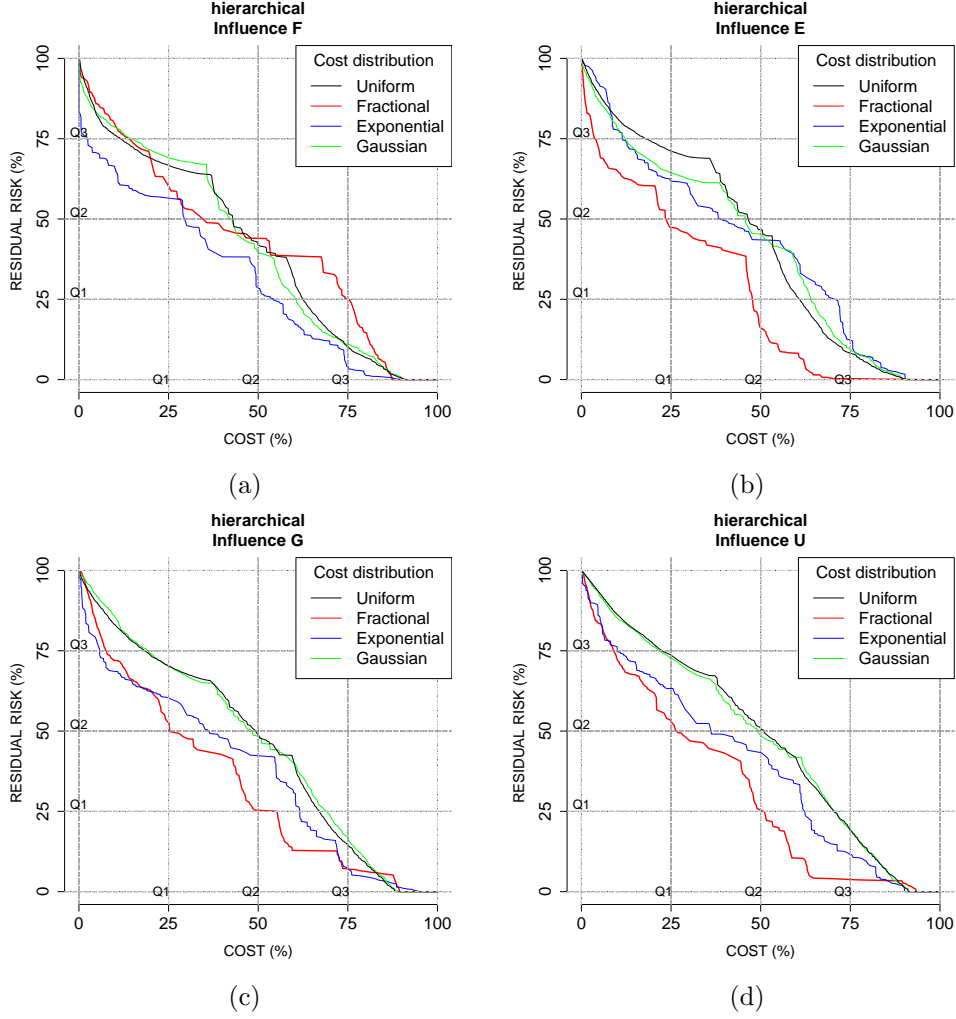 hierarchical
Influence F
Cost distribution
Uniform
Fractional
Exponential
Gaussian
RESIDUAL RISK (%)
100
75
50
25
0
Q3
Q2
Q1
Q1 Q2 Q3
0 25 50 75 100
COST (%)
(a)
hierarchical
Influence E
Cost distribution
Uniform
Fractional
Exponential
Gaussian
RESIDUAL RISK (%)
100
75
50
25
0
Q3
Q2
Q1
Q1 Q2 Q3
0 25 50 75 100
COST (%)
(b)
hierarchical
Influence G
Cost distribution
Uniform
Fractional
Exponential
Gaussian
RESIDUAL RISK (%)
100
75
50
25
0
Q3
Q2
Q1
Q1 Q2 Q3
0 25 50 75 100
COST (%)
(c)
hierarchical
Influence U
Cost distribution
Uniform
Fractional
Exponential
Gaussian
RESIDUAL RISK (%)
100
75
50
25
0
Q3
Q2
Q1
Q1 Q2 Q3
0 25 50 75 100
COST (%)
(d)